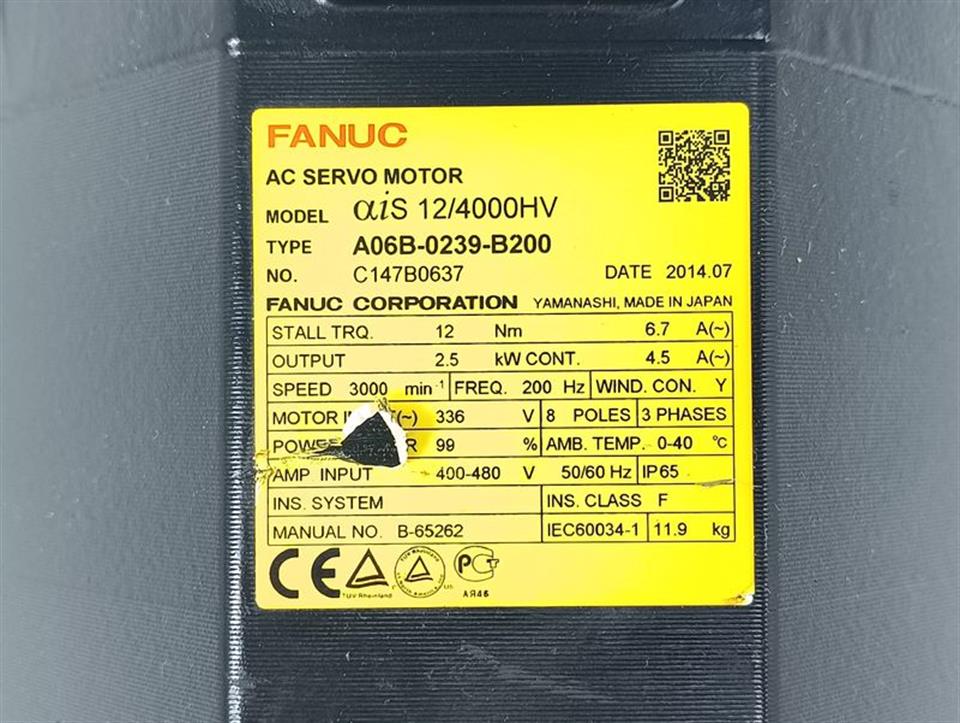 FANUC
AC SERVO MOTOR
MODEL αiS 12/4000HV
TYPE A06B-0239-B200
NO. C147B0637 DATE 2014.07
FANUC CORPORATION YAMANASHI, MADE IN JAPAN
STALL TRQ. 12 Nm 6.7 A(~)
OUTPUT 2.5 kW CONT. 4.5 A(~)
SPEED 3000 min-1 FREQ. 200 Hz WIND. CON. Y
MOTOR (~) 336 V 8 POLES 3 PHASES
99 % AMB. TEMP. 0-40 °C
AMP INPUT 400-480 V 50/60 Hz IP65
INS. SYSTEM INS. CLASS F
MANUAL NO. B-65262 IEC60034-1 11.9 kg
CE
TUV Rheinland
US
АЯ46